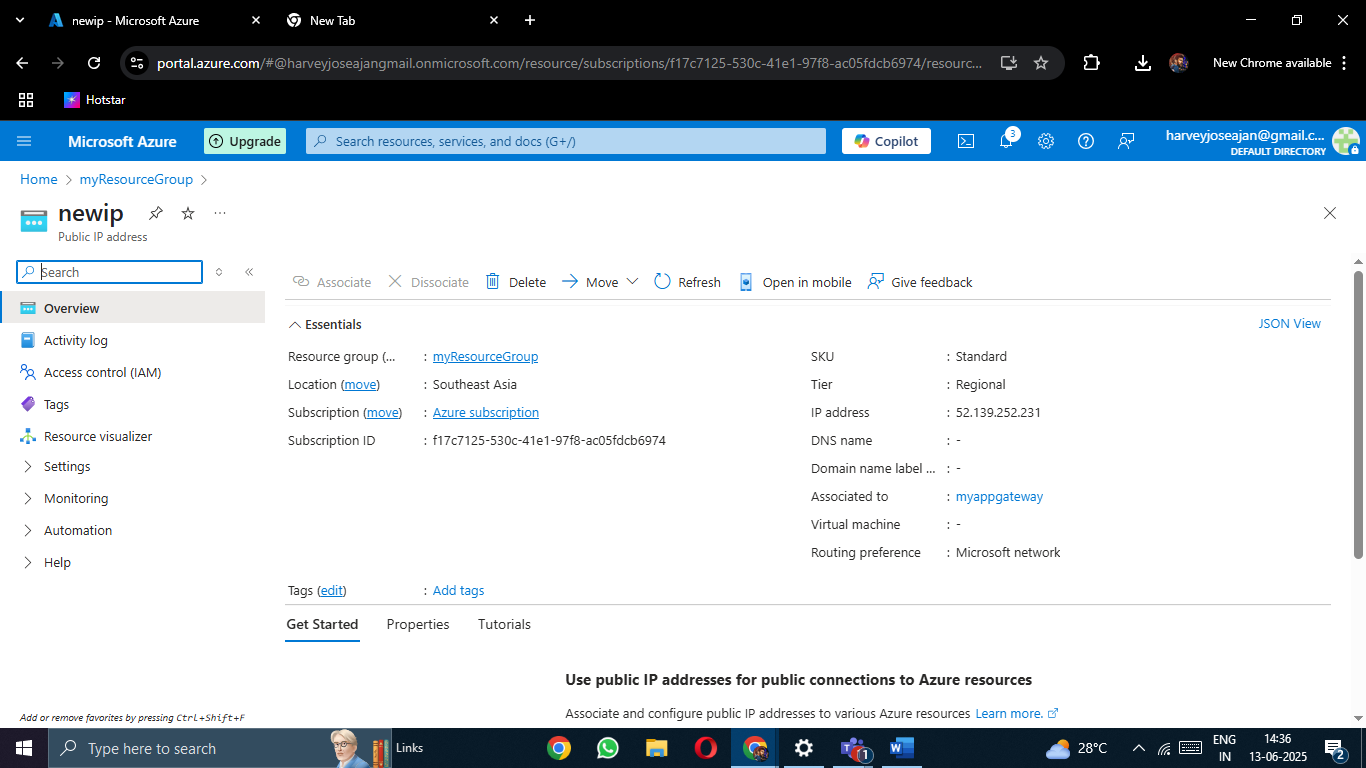 newip - Microsoft Azure
New Tab
portal.azure.com/#@harveyjoseajangmail.onmicrosoft.com/resource/subscriptions/f17c7125-530c-41e1-97f8-ac05fdcb6974/resourc...
New Chrome available
Hotstar
Microsoft Azure
Upgrade
Search resources, services, and docs (G+/)
Copilot
3
harveyjoseajan@gmail.c...
DEFAULT DIRECTORY
Home > myResourceGroup >
newip
...
Public IP address
Search
Associate
Dissociate
Delete
Move
Refresh
Open in mobile
Give feedback
Overview
Activity log
Access control (IAM)
Tags
Resource visualizer
Settings
Monitoring
Automation
Help
Add or remove favorites by pressing Ctrl+Shift+F
Essentials
JSON View
Resource group (... : myResourceGroup
Location (move) : Southeast Asia
Subscription (move) : Azure subscription
Subscription ID : f17c7125-530c-41e1-97f8-ac05fdcb6974
SKU : Standard
Tier : Regional
IP address : 52.139.252.231
DNS name : -
Domain name label ... : -
Associated to : myappgateway
Virtual machine : -
Routing preference : Microsoft network
Tags (edit) : Add tags
Get Started
Properties
Tutorials
Use public IP addresses for public connections to Azure resources
Associate and configure public IP addresses to various Azure resources Learn more.
Type here to search
Links
1
W
28°C
ENG
IN
14:36
13-06-2025
2